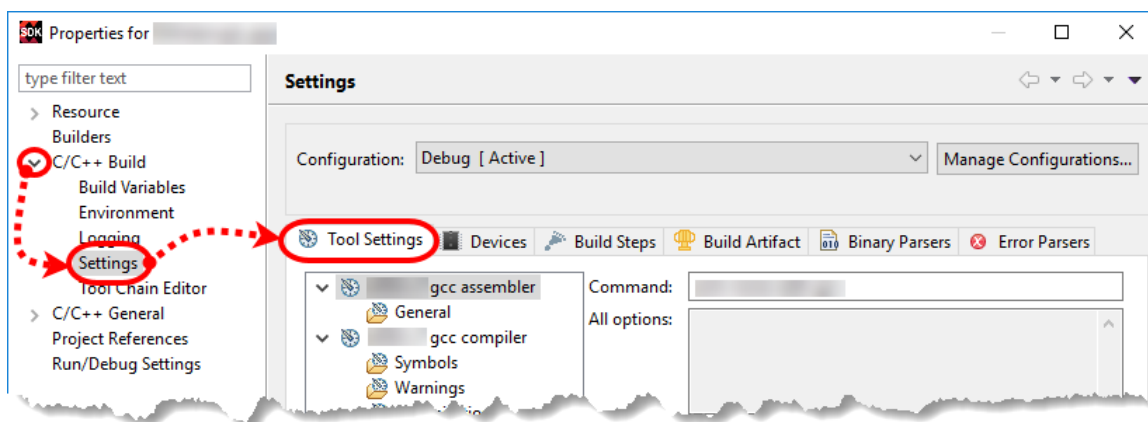 SDK Properties for
type filter text
Resource
Builders
C/C++ Build
Build Variables
Environment
Logging
Settings
Tool Chain Editor
C/C++ General
Project References
Run/Debug Settings
Settings
Configuration: Debug [ Active ] Manage Configurations...
Tool Settings Devices Build Steps Build Artifact Binary Parsers Error Parsers
gcc assembler
General
gcc compiler
Symbols
Warnings
Command:
All options: